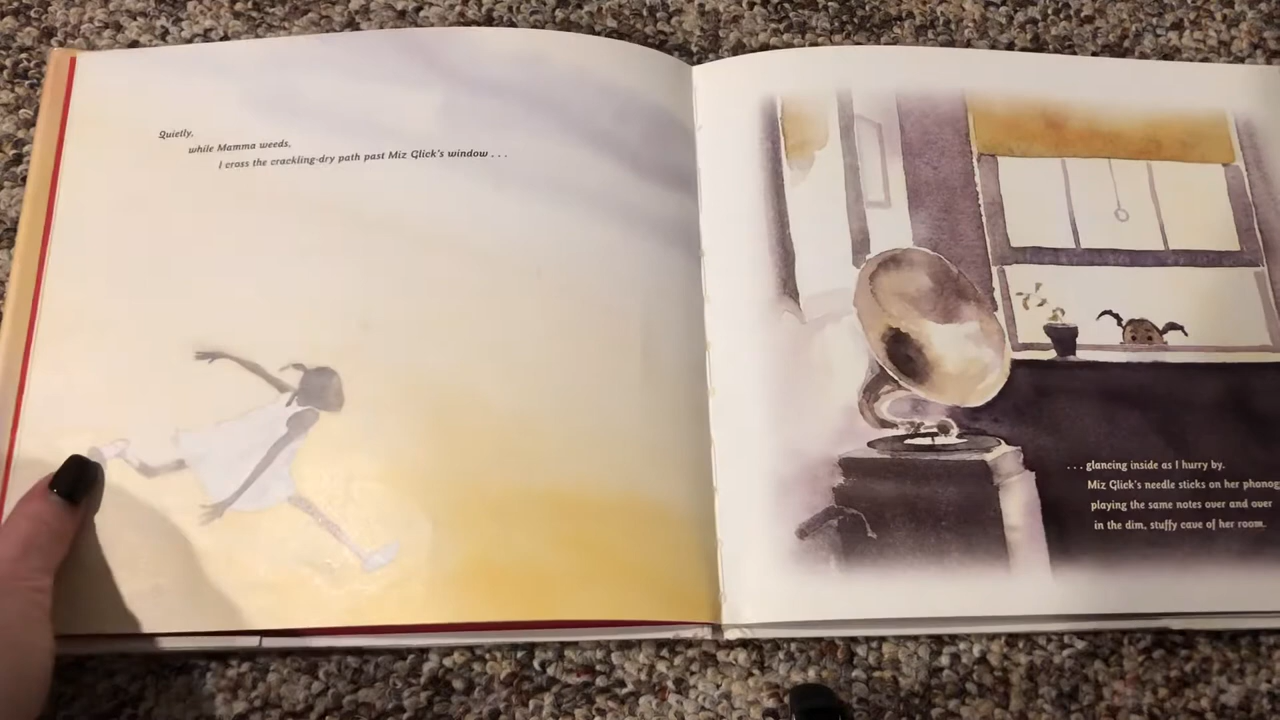 Quietly,
while Mamma weeds,
I cross the crackling-dry path past Miz Glick's window . . .
. . . glancing inside as I hurry by.
Miz Glick's needle sticks on her phonog
playing the same notes over and over
in the dim, stuffy cave of her room.